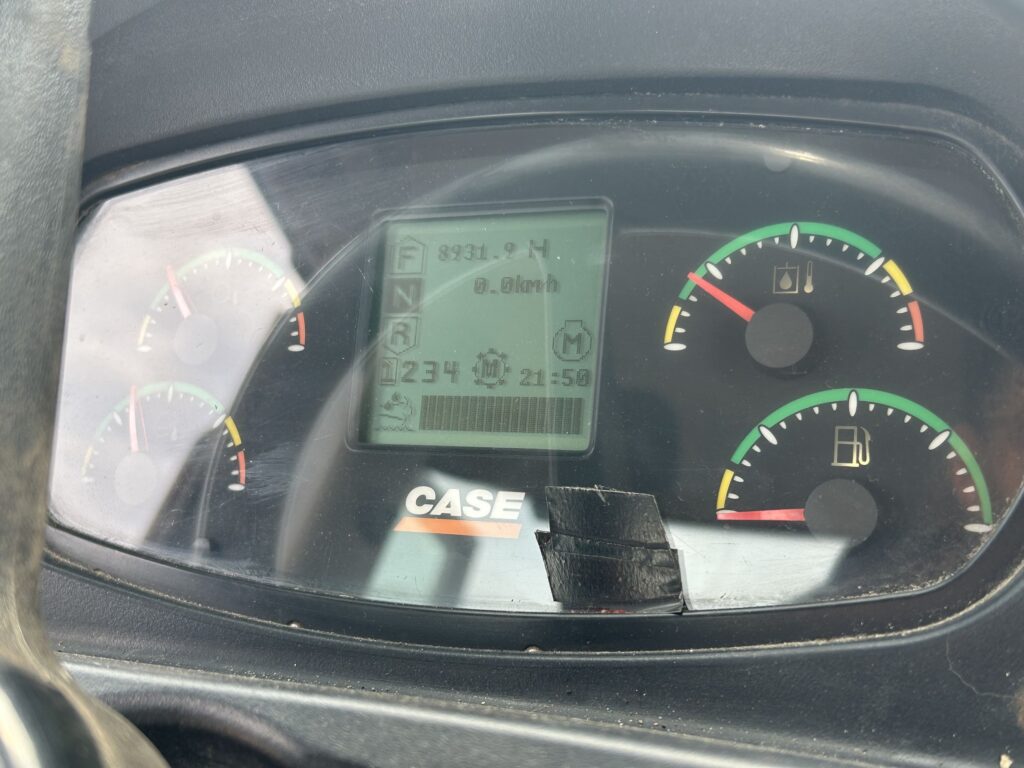 F
8931.9 H
N
0.0kmh
R
M
1234 M 21:50
CASE